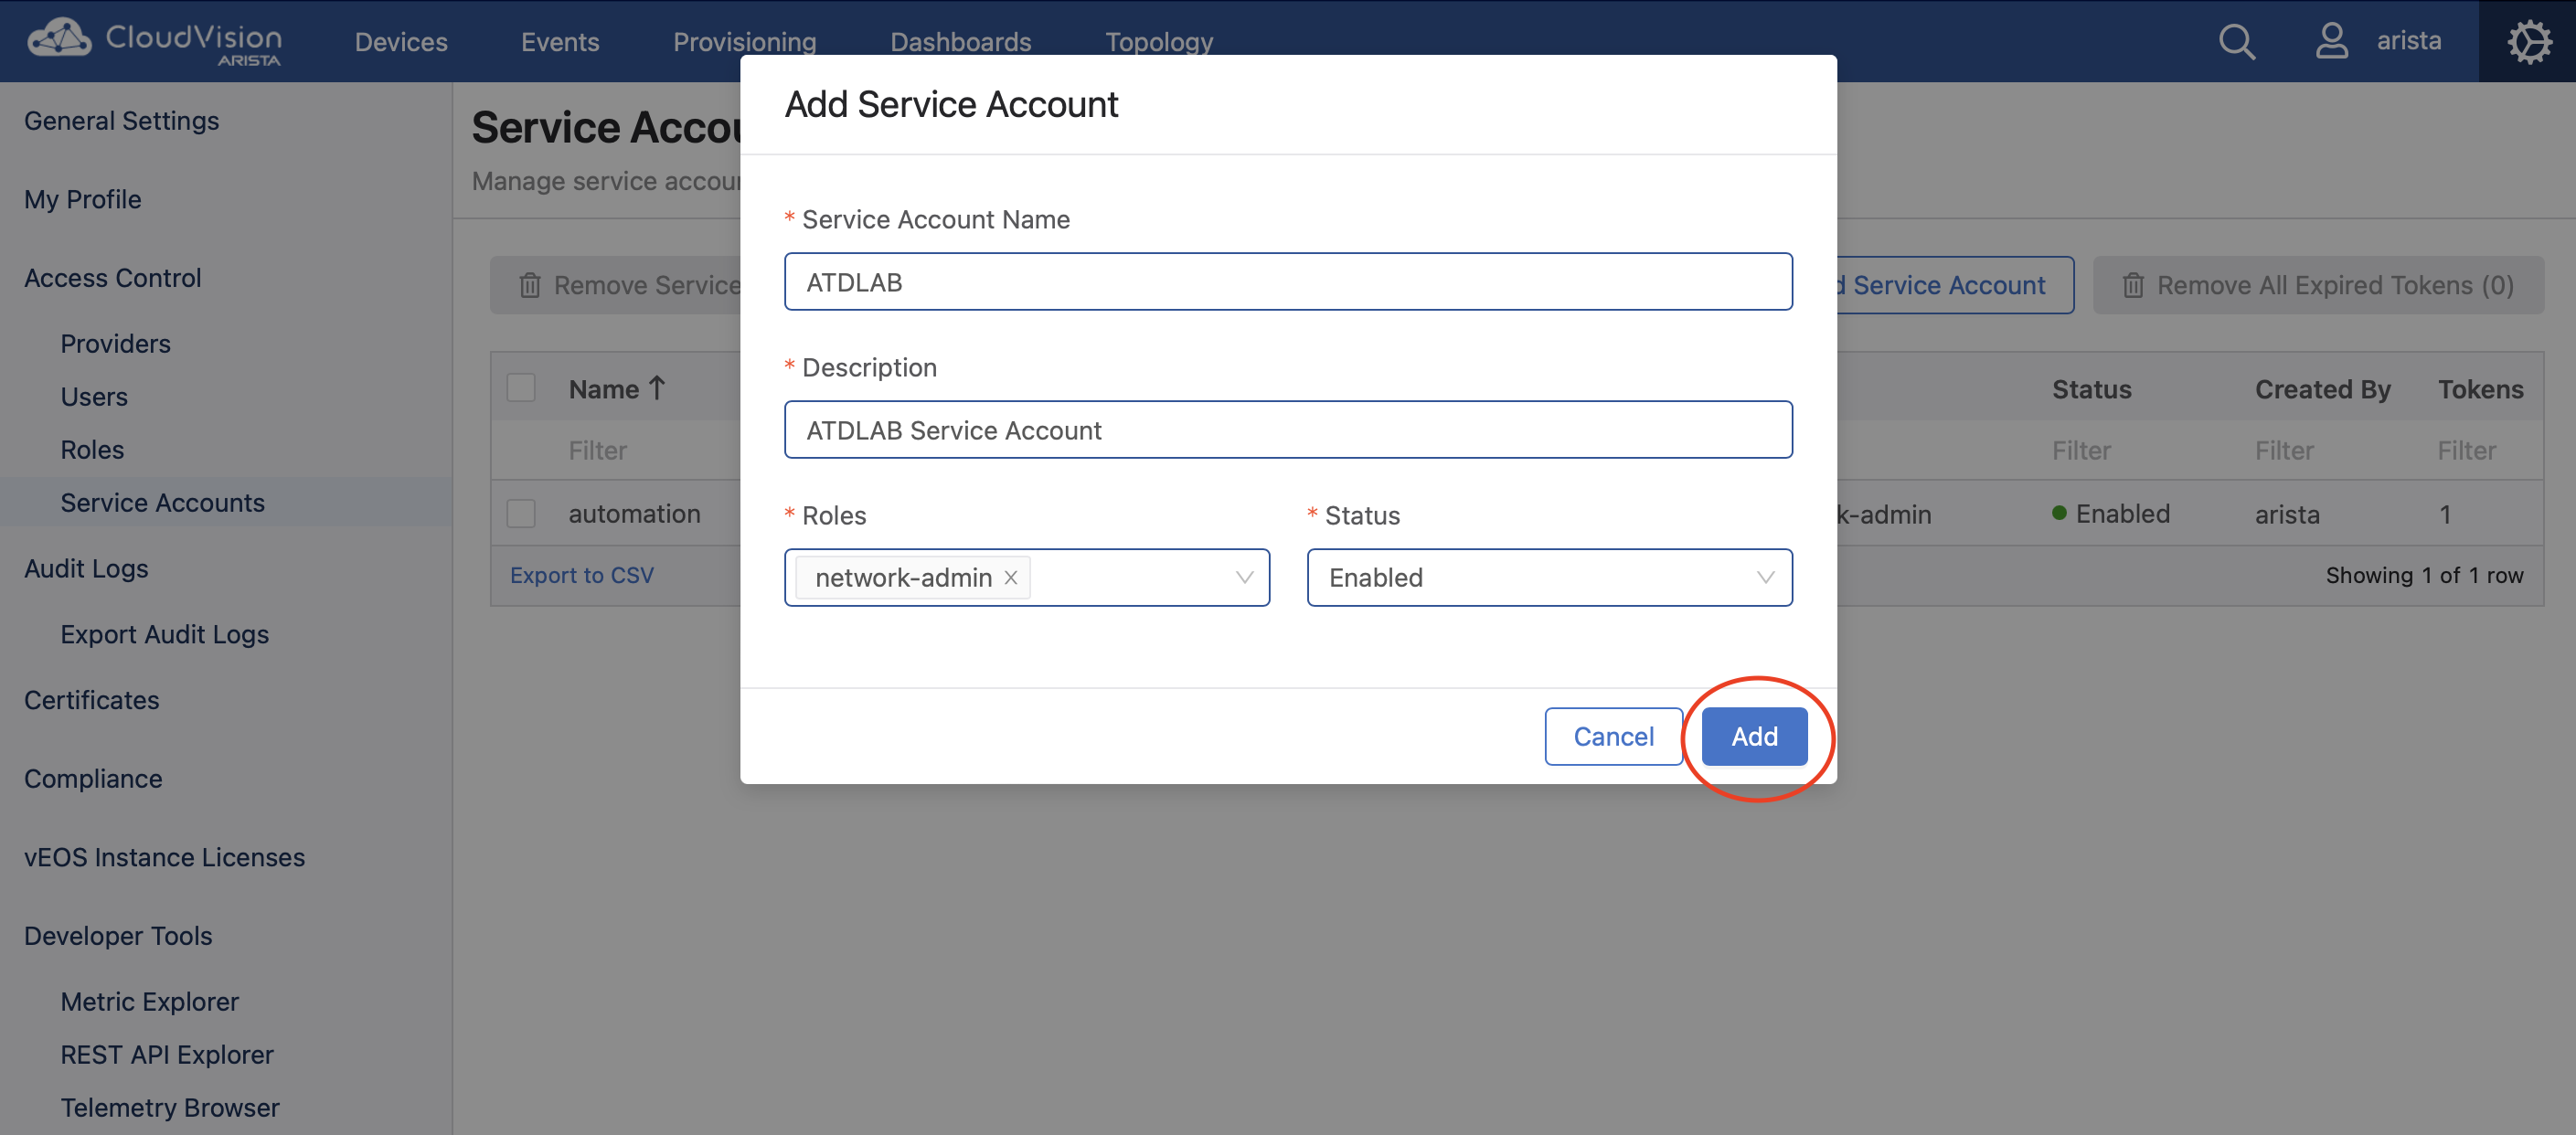 CloudVision
ARISTA
Devices
Events
Provisioning
Dashboards
Topology
arista
General Settings
My Profile
Access Control
Providers
Users
Roles
Service Accounts
Audit Logs
Export Audit Logs
Certificates
Compliance
vEOS Instance Licenses
Developer Tools
Metric Explorer
REST API Explorer
Telemetry Browser
Service Accou
Manage service accoun
Remove Service
d Service Account
Remove All Expired Tokens (0)
Name ↑
Status
Created By
Tokens
Filter
Filter
Filter
Filter
automation
k-admin
Enabled
arista
1
Export to CSV
Showing 1 of 1 row
Add Service Account
* Service Account Name
ATDLAB
* Description
ATDLAB Service Account
* Roles
* Status
network-admin ×
Enabled
Cancel
Add